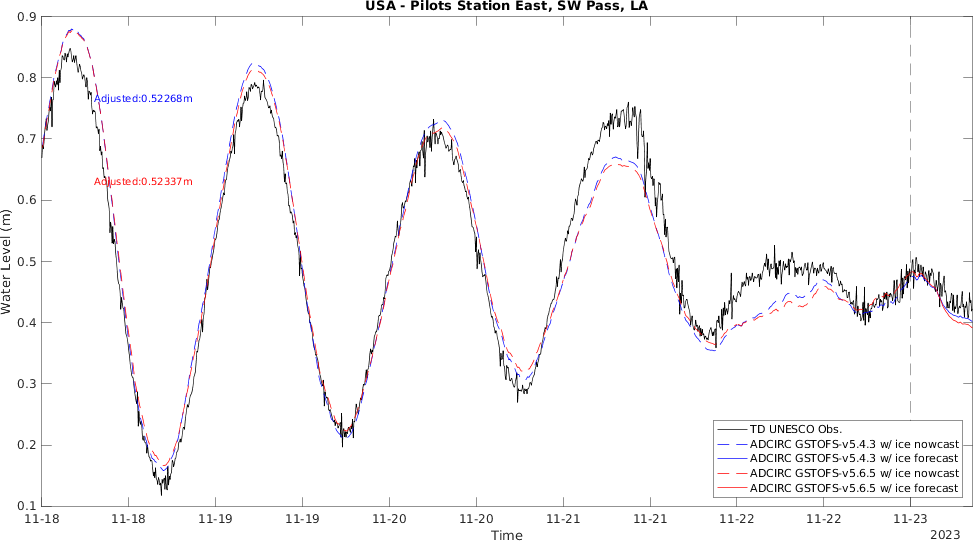 USA - Pilots Station East, SW Pass, LA
0.9
0.8
0.7
0.6
0.5
0.4
0.3
0.2
0.1
Water Level (m)
Adjusted:0.52268m
Adjusted:0.52337m
TD UNESCO Obs.
ADCIRC GSTOFS-v5.4.3 w/ ice nowcast
ADCIRC GSTOFS-v5.4.3 w/ ice forecast
ADCIRC GSTOFS-v5.6.5 w/ ice nowcast
ADCIRC GSTOFS-v5.6.5 w/ ice forecast
11-18 11-18 11-19 11-19 11-20 11-20 11-21 11-21 11-22 11-22 11-23
Time
2023